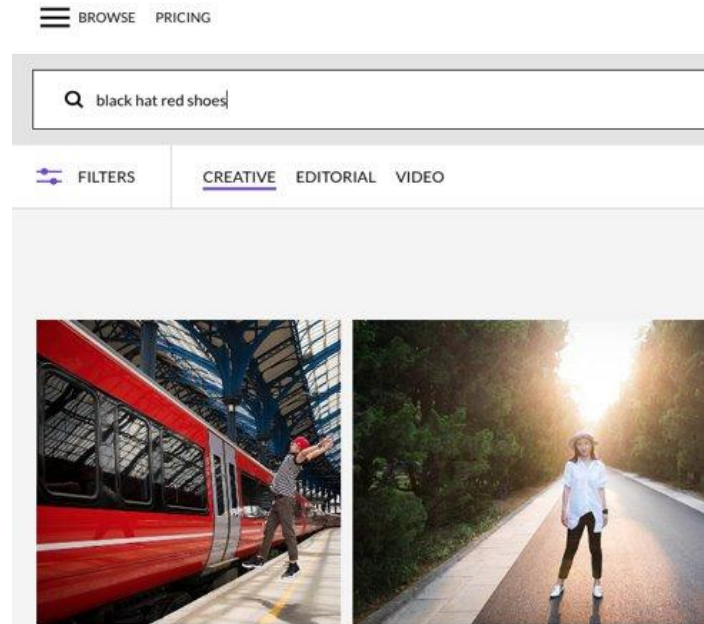 BROWSE PRICING
black hat red shoes
FILTERS CREATIVE EDITORIAL VIDEO